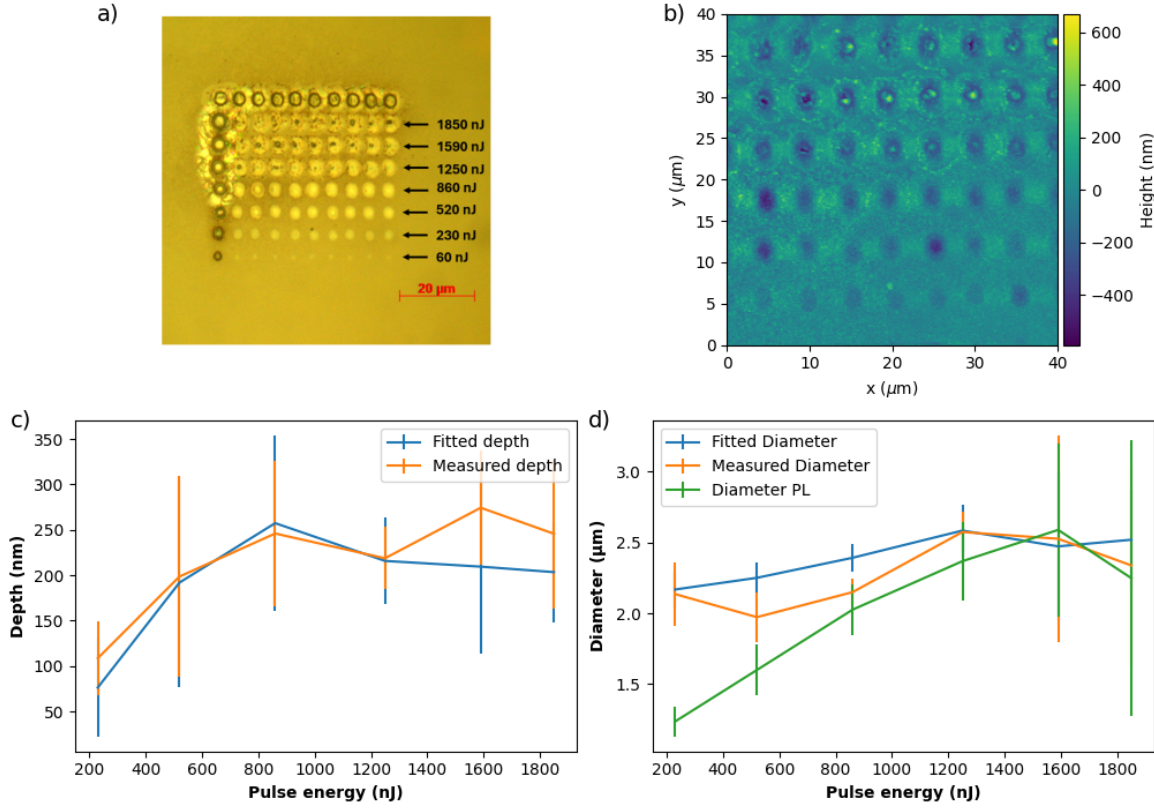 a)
1850 nJ
1590 nJ
1250 nJ
860 nJ
520 nJ
230 nJ
60 nJ
20 µm
b)
40
35
30
25
20
15
10
5
0
y (µm)
0 10 20 30 40
x (µm)
600
400
200
0
−200
−400
Height (nm)
c)
Fitted depth
Measured depth
350
300
250
200
150
100
50
Depth (nm)
200 400 600 800 1000 1200 1400 1600 1800
Pulse energy (nJ)
d)
Fitted Diameter
Measured Diameter
Diameter PL
3.0
2.5
2.0
1.5
Diameter (µm)
200 400 600 800 1000 1200 1400 1600 1800
Pulse energy (nJ)